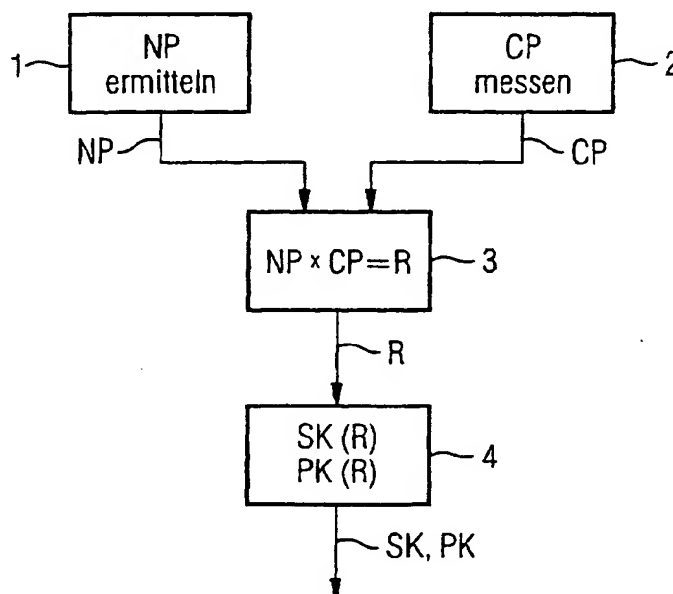 1
NP
ermitteln
CP
messen
2
NP
CP
NP × CP = R
3
R
SK (R)
PK (R)
4
SK, PK